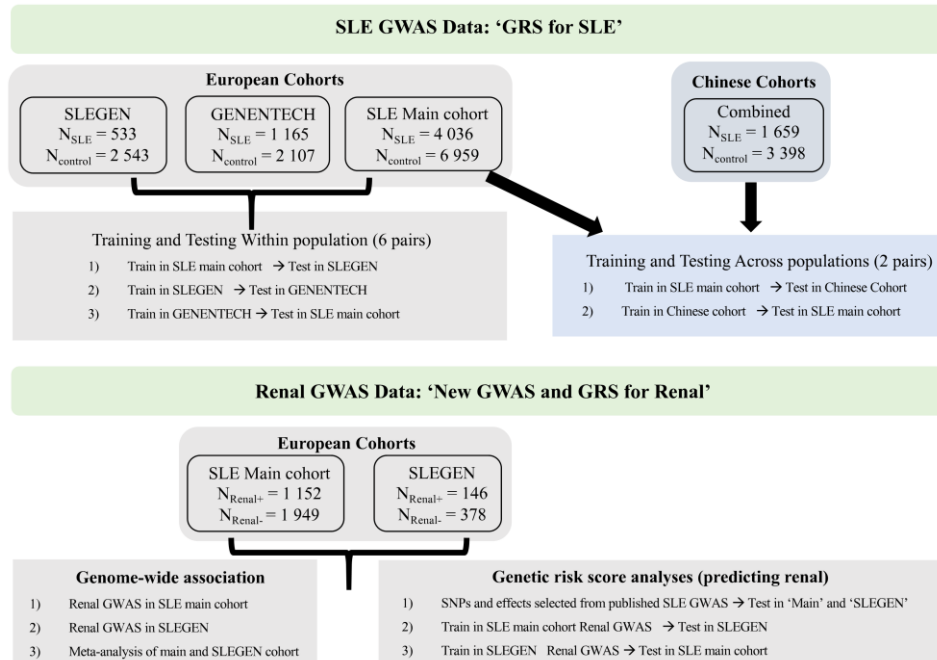 SLE GWAS Data: ‘GRS for SLE’
European Cohorts
SLEGEN
N_SLE = 533
N_control = 2 543
GENENTECH
N_SLE = 1 165
N_control = 2 107
SLE Main cohort
N_SLE = 4 036
N_control = 6 959
Chinese Cohorts
Combined
N_SLE = 1 659
N_control = 3 398
Training and Testing Within population (6 pairs)
1) Train in SLE main cohort → Test in SLEGEN
2) Train in SLEGEN → Test in GENENTECH
3) Train in GENENTECH → Test in SLE main cohort
Training and Testing Across populations (2 pairs)
1) Train in SLE main cohort → Test in Chinese Cohort
2) Train in Chinese cohort → Test in SLE main cohort
Renal GWAS Data: ‘New GWAS and GRS for Renal’
European Cohorts
SLE Main cohort
N_Renal+ = 1 152
N_Renal- = 1 949
SLEGEN
N_Renal+ = 146
N_Renal- = 378
Genome-wide association
1) Renal GWAS in SLE main cohort
2) Renal GWAS in SLEGEN
3) Meta-analysis of main and SLEGEN cohort
Genetic risk score analyses (predicting renal)
1) SNPs and effects selected from published SLE GWAS → Test in ‘Main’ and ‘SLEGEN’
2) Train in SLE main cohort Renal GWAS → Test in SLEGEN
3) Train in SLEGEN Renal GWAS → Test in SLE main cohort